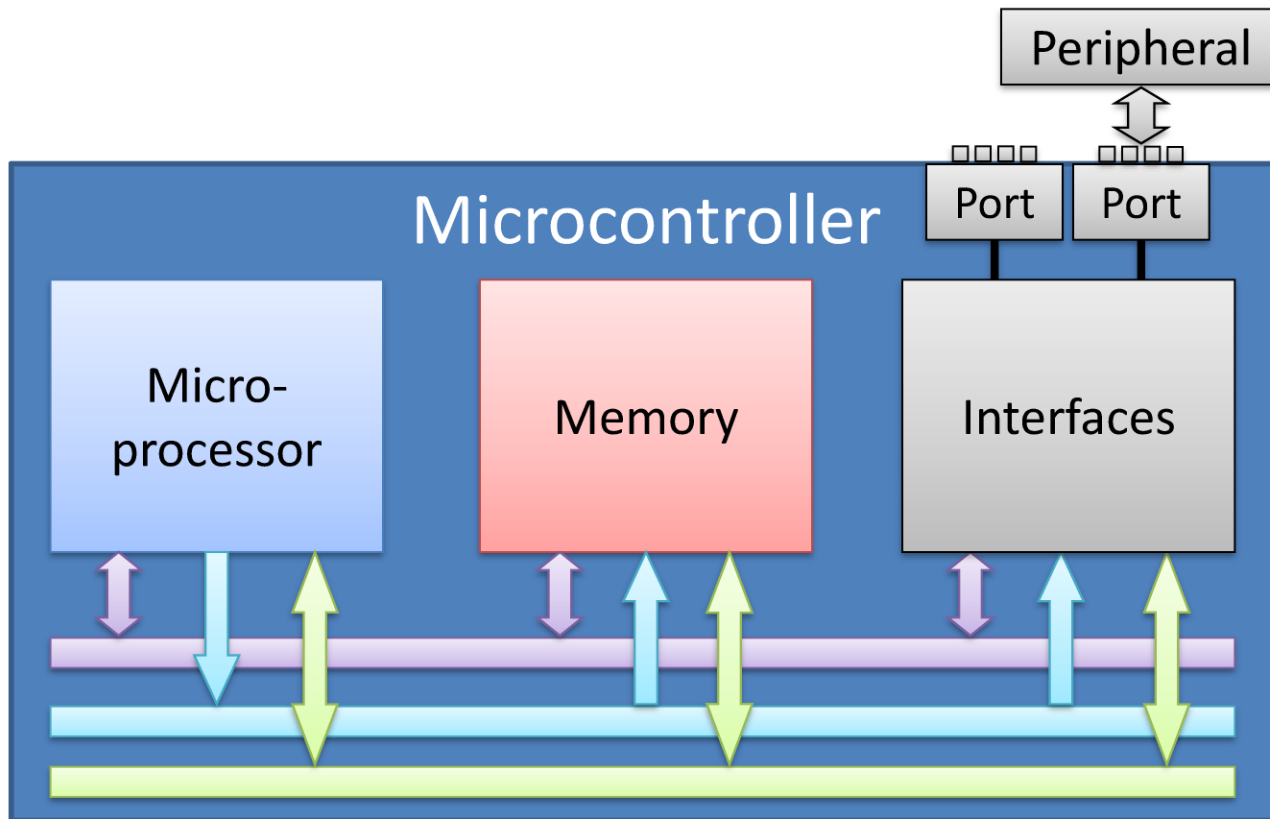 Peripheral
Port
Port
Microcontroller
Micro-
processor
Memory
Interfaces